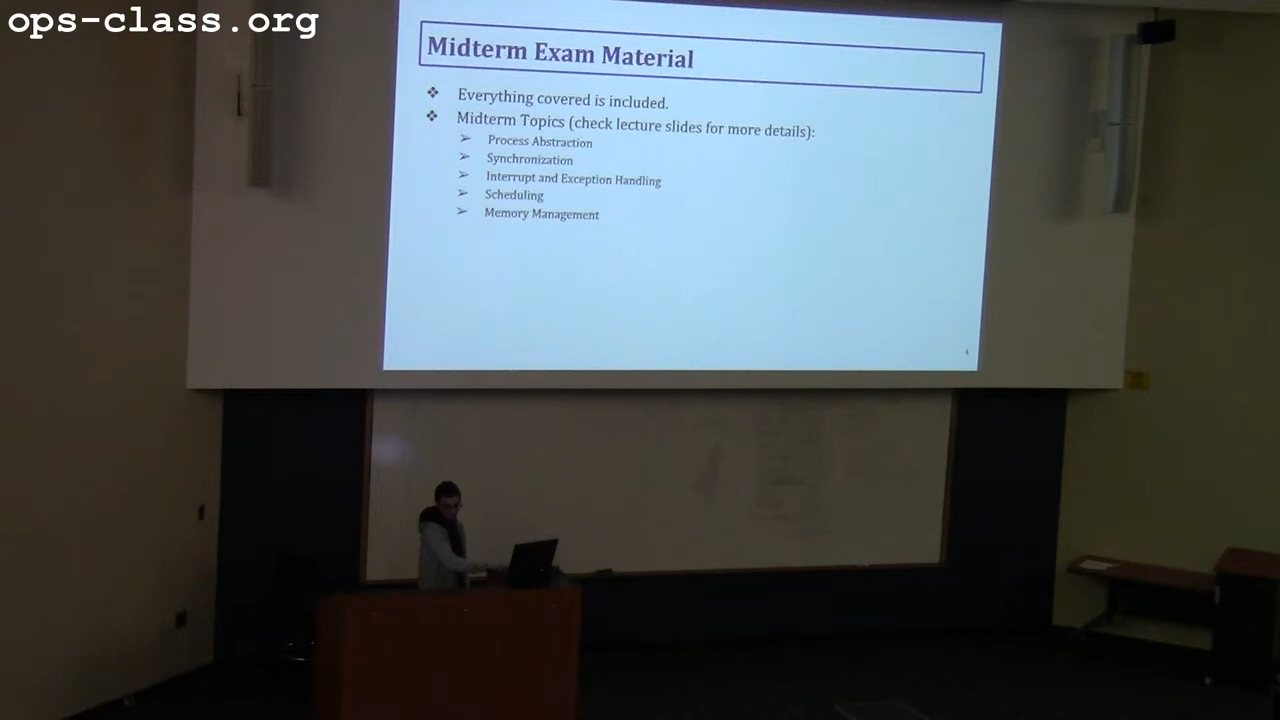 ops-class.org
Midterm Exam Material
❖ Everything covered is included.
❖ Midterm Topics (check lecture slides for more details):
➢ Process Abstraction
➢ Synchronization
➢ Interrupt and Exception Handling
➢ Scheduling
➢ Memory Management